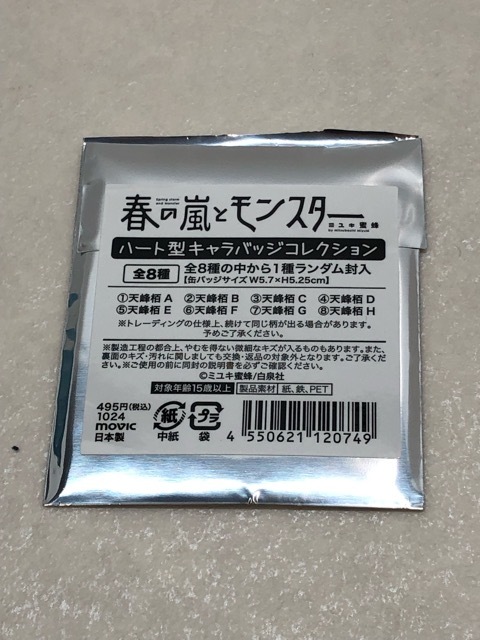 Spring storm and monster
春の嵐とモンスター
ミユキ蜜蜂
by mitsubachi miyuki
ハート型キャラバッジコレクション
全8種 全8種の中から1種ランダム封入
【缶バッジサイズ W5.7×H5.25cm】
①天峰栢 A ②天峰栢 B ③天峰栢 C ④天峰栢 D
⑤天峰栢 E ⑥天峰栢 F ⑦天峰栢 G ⑧天峰栢 H
※トレーディングの仕様上、続けて同じ柄が出る場合があります。
予めご了承ください。
※製造工程の都合上、やむを得ない微細なキズが入るものもあります。また、
裏面のキズ・汚れに関しましても交換・返品の対象外となります。ご了承くだ
さい。※ご使用の前に同封の説明書を必ずご確認ください。
©ミユキ蜜蜂/白泉社
対象年齢15歳以上 製品素材 紙、鉄、PET
495円(税込)
1024
movic
日本製
紙
中紙
プラ
袋
4 550621 120749